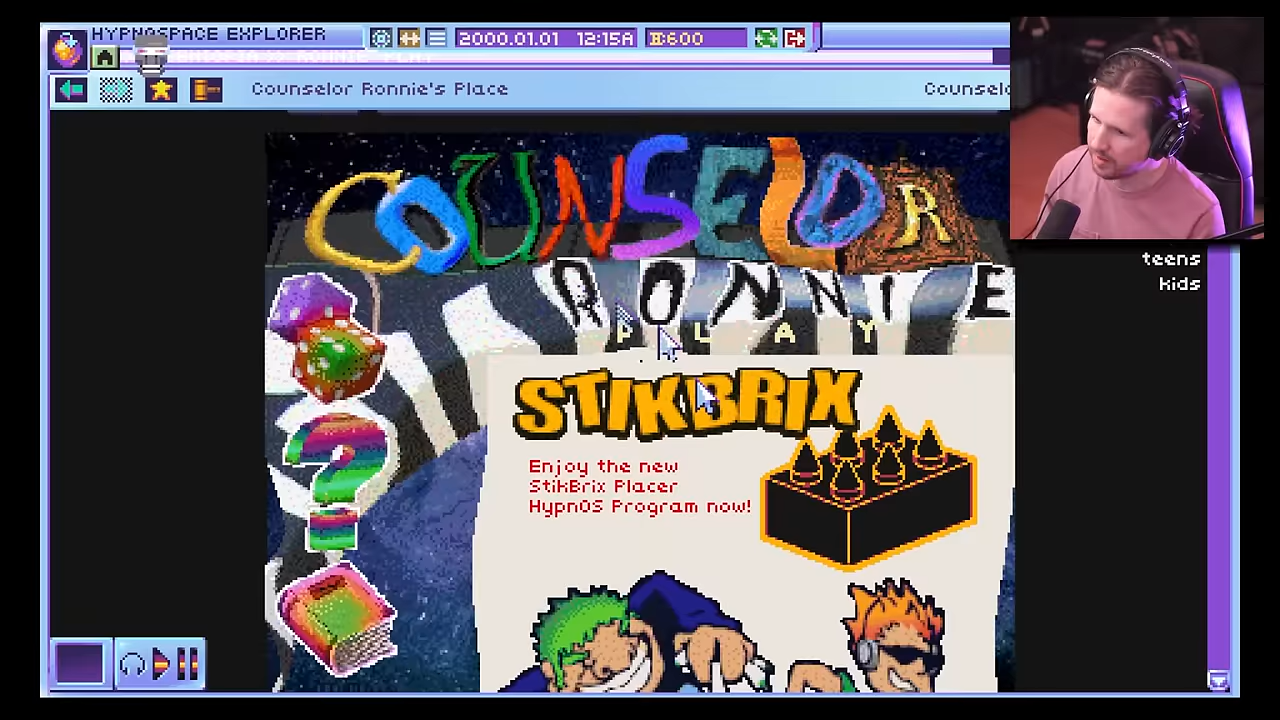 HYPNOSPACE EXPLORER
2000.01.01 12:15A
600
Counselor Ronnie's Place
Counselo
COUNSELOR
RONNIE
PLAY
teens
kids
STIKBRIX
Enjoy the new
StikBrix Placer
HypnOS Program now!